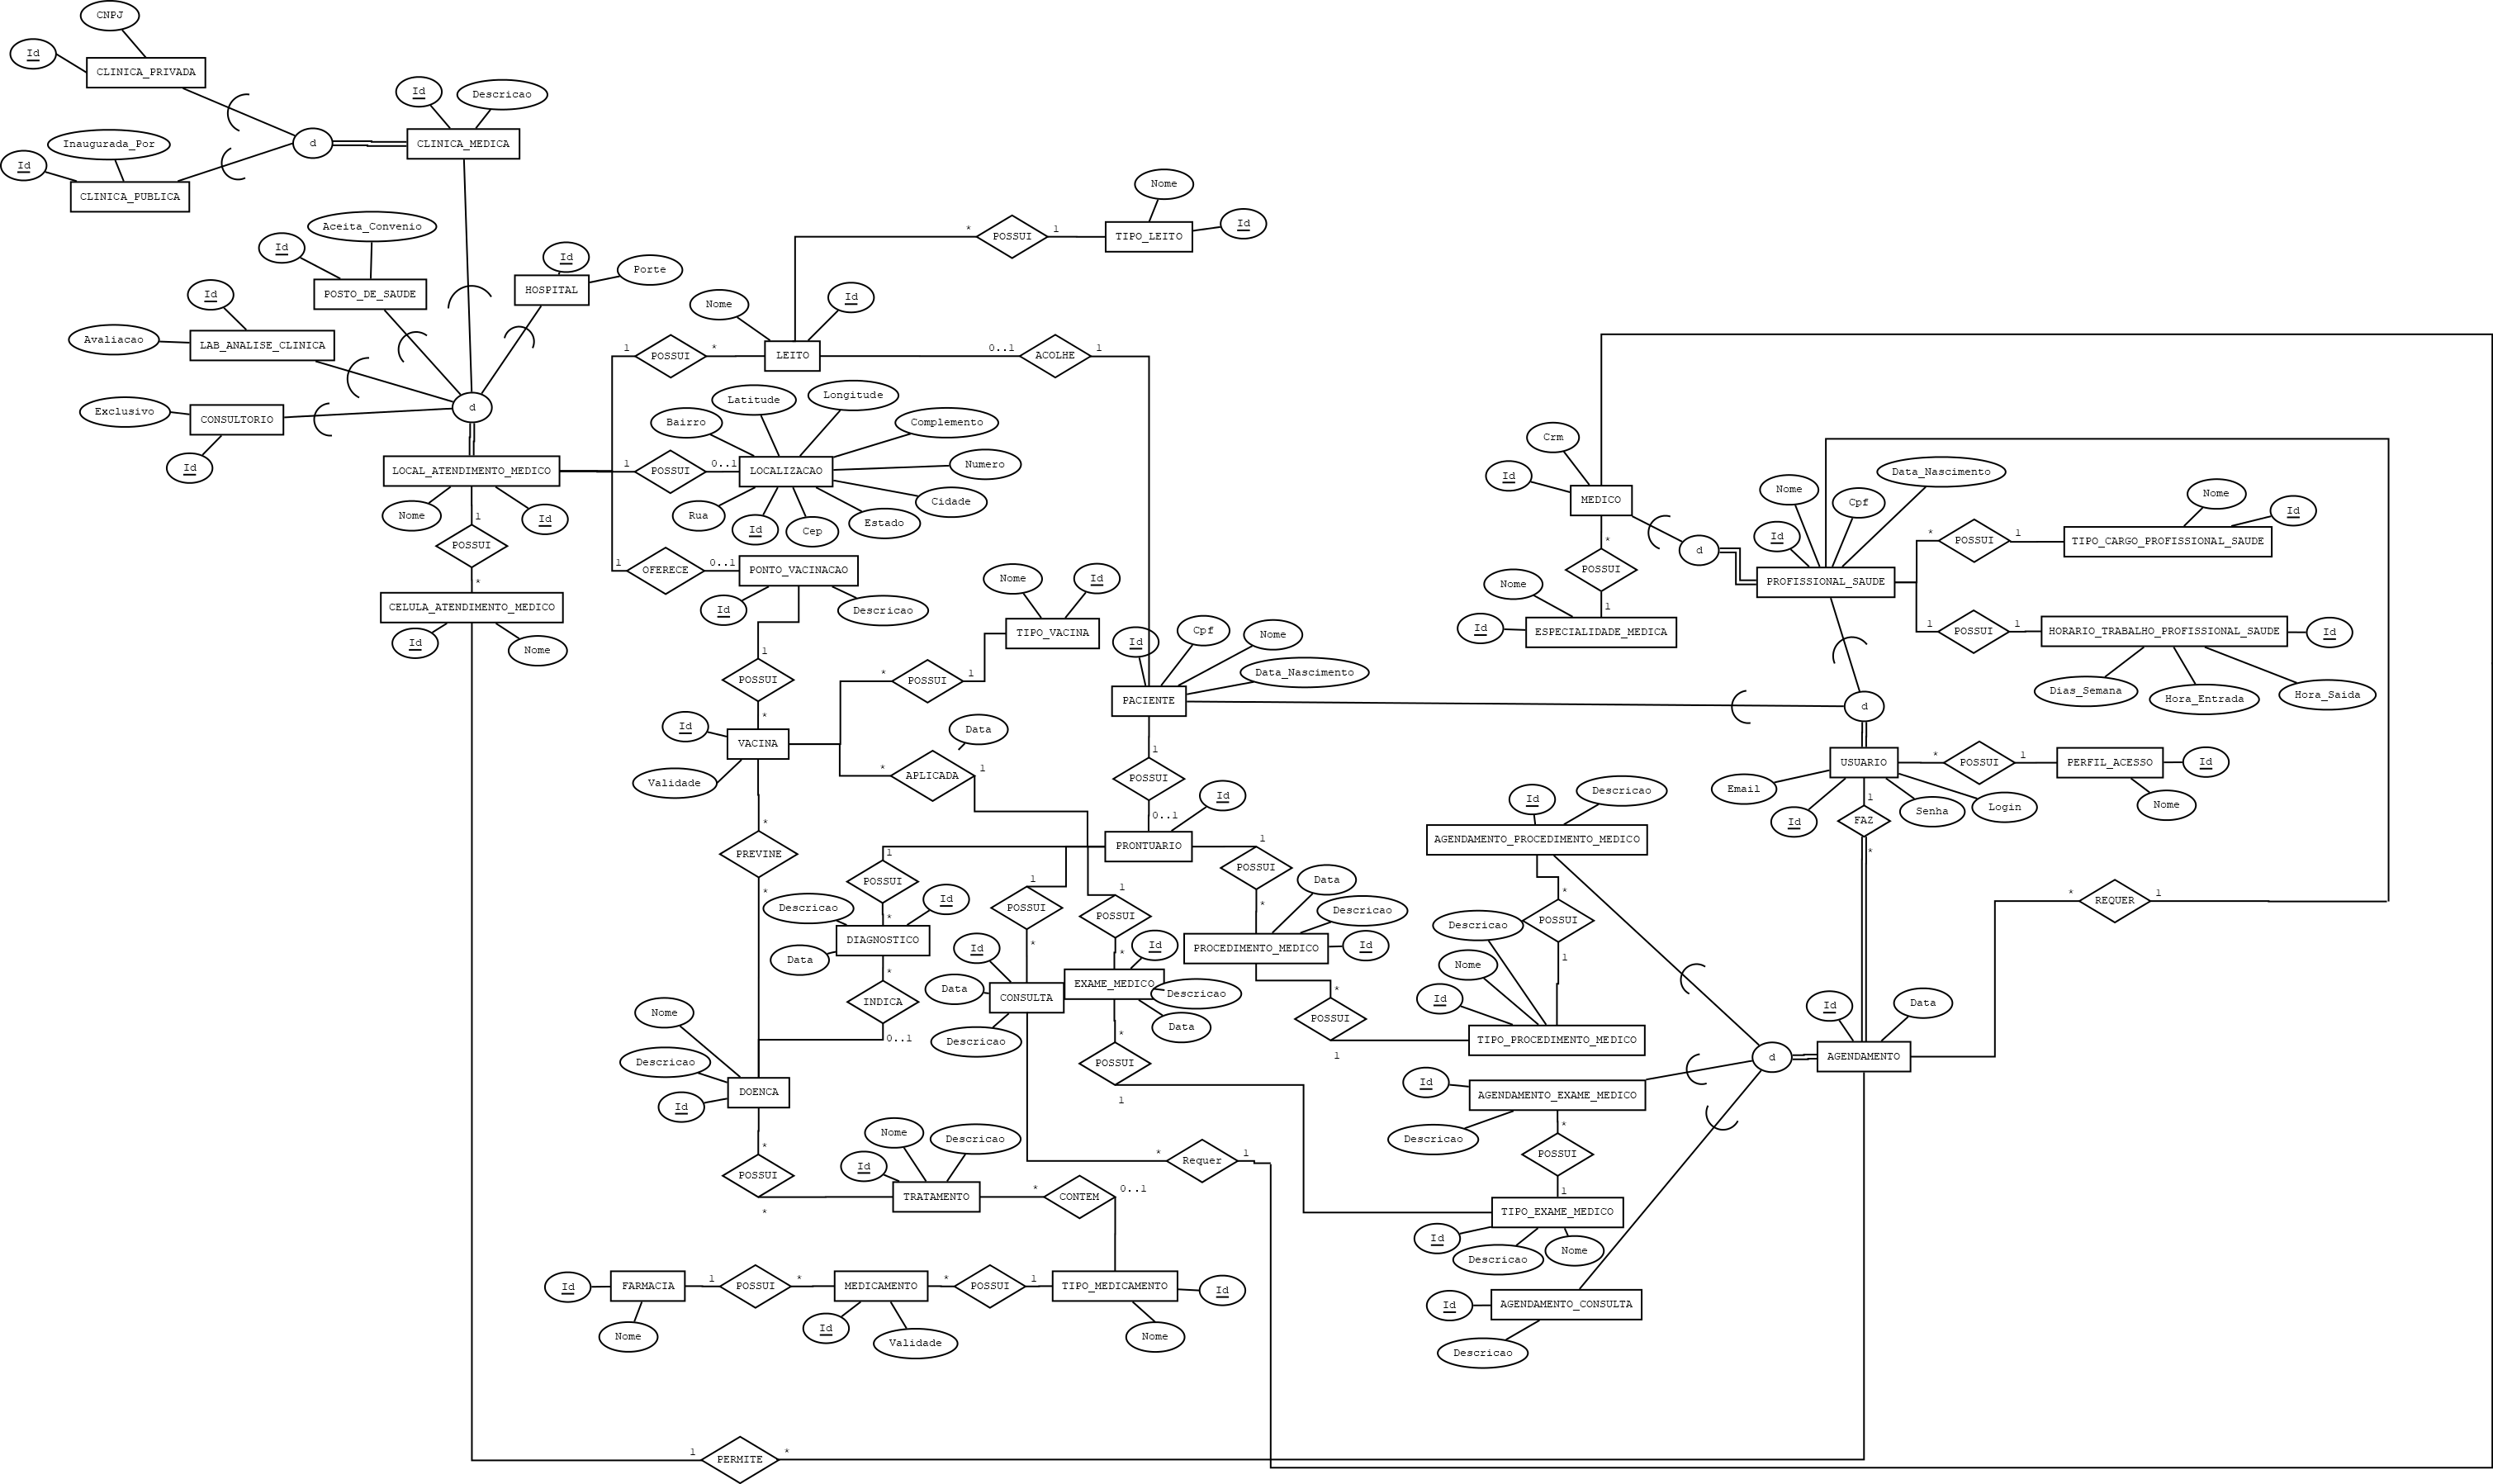 CNPJ
Id
CLINICA_PRIVADA
Id
Descricao
Inaugurada_Por
d
CLINICA_MEDICA
Id
CLINICA_PUBLICA
Nome
Aceita_Convenio
Id
* POSSUI 1
TIPO_LEITO
Id
Id
Porte
POSTO_DE_SAUDE
HOSPITAL
Id
Nome
Id
Avaliacao
LAB_ANALISE_CLINICA
1 POSSUI *
LEITO
0..1 ACOLHE 1
Exclusivo
CONSULTORIO
d
Id
Latitude
Longitude
Bairro
Complemento
LOCAL_ATENDIMENTO_MEDICO
1 POSSUI 0..1
LOCALIZACAO
Numero
Cidade
Nome
Id
Rua
Id
Cep
Estado
1
POSSUI
*
1 OFERECE 0..1
PONTO_VACINACAO
CELULA_ATENDIMENTO_MEDICO
Id
Nome
Id
Descricao
Nome
Id
TIPO_VACINA
Crm
Id
MEDICO
Nome
Cpf
Data_Nascimento
Id
d
PROFISSIONAL_SAUDE
* POSSUI 1
Nome
Id
TIPO_CARGO_PROFISSIONAL_SAUDE
*
POSSUI
1
Nome
Id
ESPECIALIDADE_MEDICA
1 POSSUI 1
HORARIO_TRABALHO_PROFISSIONAL_SAUDE
Id
Dias_Semana
Hora_Entrada
Hora_Saida
Id
Cpf
Nome
Data_Nascimento
PACIENTE
d
1
POSSUI
*
* POSSUI 1
Id
VACINA
Validade
Data
* APLICADA 1
1
POSSUI
0..1
USUARIO
* POSSUI 1
PERFIL_ACESSO
Id
Nome
Email
Id
Senha
Login
1
FAZ
*
Id
PRONTUARIO
Id
Descricao
AGENDAMENTO_PROCEDIMENTO_MEDICO
*
PREVINE
*
1
POSSUI
*
1
POSSUI
*
1
POSSUI
*
1
POSSUI
*
Data
Descricao
Id
PROCEDIMENTO_MEDICO
*
POSSUI
1
* REQUER 1
Descricao
Id
DIAGNOSTICO
Data
INDICA
0..1
Id
Data
CONSULTA
Descricao
Id
EXAME_MEDICO
Descricao
Data
*
POSSUI
1
*
POSSUI
1
Descricao
Nome
Id
TIPO_PROCEDIMENTO_MEDICO
Id
Data
d
AGENDAMENTO
Nome
Descricao
DOENCA
Id
*
POSSUI
*
Id
AGENDAMENTO_EXAME_MEDICO
Descricao
*
POSSUI
1
Nome
Descricao
Id
TRATAMENTO
* CONTEM 0..1
* Requer 1
TIPO_EXAME_MEDICO
Id
Descricao
Nome
Id
FARMACIA
1 POSSUI *
MEDICAMENTO
* POSSUI 1
TIPO_MEDICAMENTO
Id
Nome
Id
Validade
Nome
Id
AGENDAMENTO_CONSULTA
Descricao
1 PERMITE *